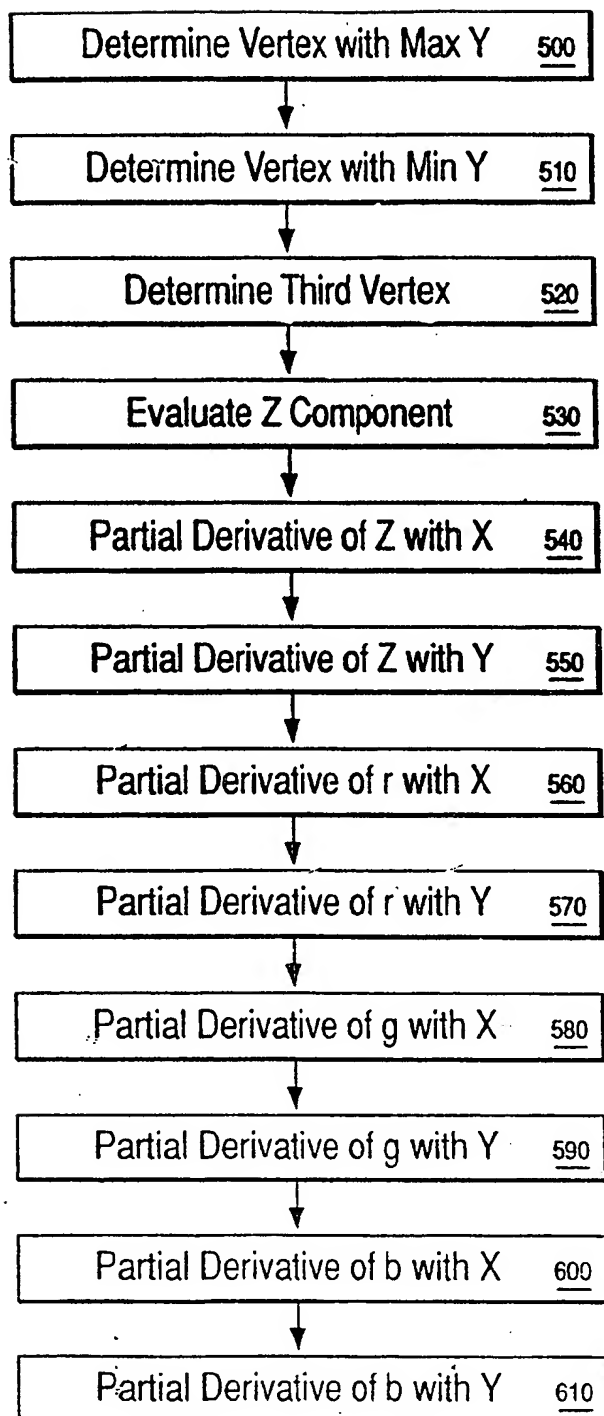 Determine Vertex with Max Y 500
Determine Vertex with Min Y 510
Determine Third Vertex 520
Evaluate Z Component 530
Partial Derivative of Z with X 540
Partial Derivative of Z with Y 550
Partial Derivative of r with X 560
Partial Derivative of r with Y 570
Partial Derivative of g with X 580
Partial Derivative of g with Y 590
Partial Derivative of b with X 600
Partial Derivative of b with Y 610